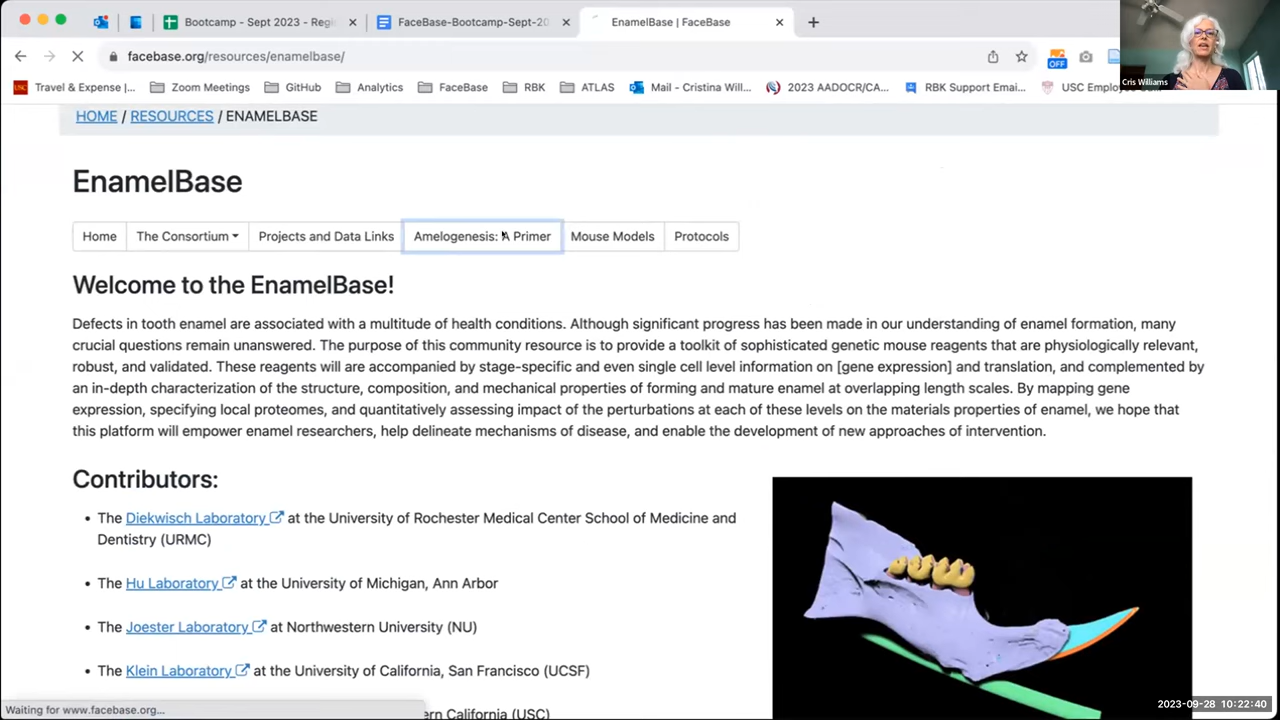 Bootcamp - Sept 2023 - Regi
FaceBase-Bootcamp-Sept-20
EnamelBase | FaceBase
facebase.org/resources/enamelbase/
OFF
Cris Williams
USC
Travel & Expense |...
Zoom Meetings
GitHub
Analytics
FaceBase
RBK
ATLAS
Mail - Cristina Will...
2023 AADOCR/CA...
RBK Support Emai...
USC Employe
HOME / RESOURCES / ENAMELBASE
EnamelBase
Home
The Consortium
Projects and Data Links
Amelogenesis: A Primer
Mouse Models
Protocols
Welcome to the EnamelBase!
Defects in tooth enamel are associated with a multitude of health conditions. Although significant progress has been made in our understanding of enamel formation, many
crucial questions remain unanswered. The purpose of this community resource is to provide a toolkit of sophisticated genetic mouse reagents that are physiologically relevant,
robust, and validated. These reagents will are accompanied by stage-specific and even single cell level information on [gene expression] and translation, and complemented by
an in-depth characterization of the structure, composition, and mechanical properties of forming and mature enamel at overlapping length scales. By mapping gene
expression, specifying local proteomes, and quantitatively assessing impact of the perturbations at each of these levels on the materials properties of enamel, we hope that
this platform will empower enamel researchers, help delineate mechanisms of disease, and enable the development of new approaches of intervention.
Contributors:
• The Diekwisch Laboratory at the University of Rochester Medical Center School of Medicine and
Dentistry (URMC)
• The Hu Laboratory at the University of Michigan, Ann Arbor
• The Joester Laboratory at Northwestern University (NU)
• The Klein Laboratory at the University of California, San Francisco (UCSF)
ern California (USC)
Waiting for www.facebase.org...
2023-09-28 10:22:40